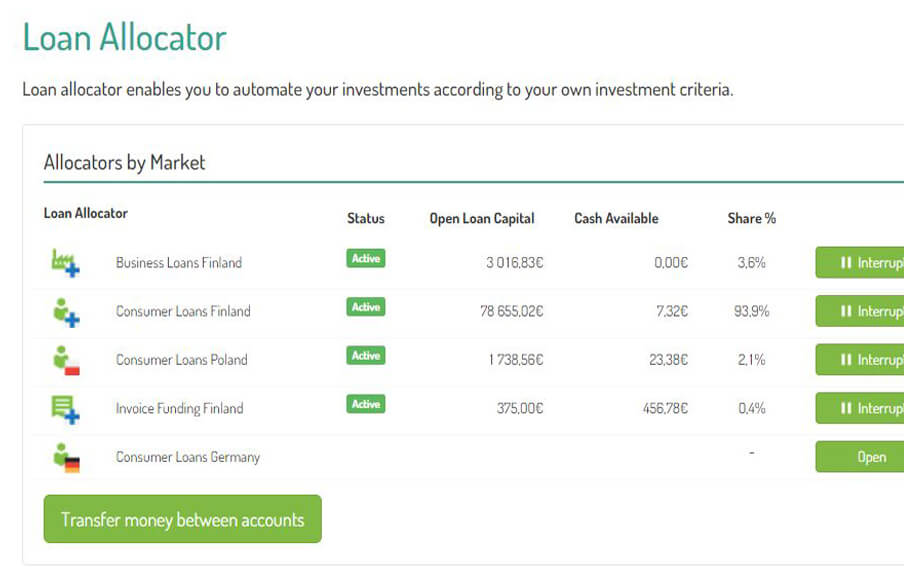 Loan Allocator
Loan allocator enables you to automate your investments according to your own investment criteria.
Allocators by Market
Loan Allocator Status Open Loan Capital Cash Available Share %
Business Loans Finland Active 3 016,83€ 0,00€ 3,6% Interrup
Consumer Loans Finland Active 78 655,02€ 7,32€ 93,9% Interrup
Consumer Loans Poland Active 1 738,56€ 23,38€ 2,1% Interrup
Invoice Funding Finland Active 375,00€ 456,78€ 0,4% Interrup
Consumer Loans Germany - Open
Transfer money between accounts